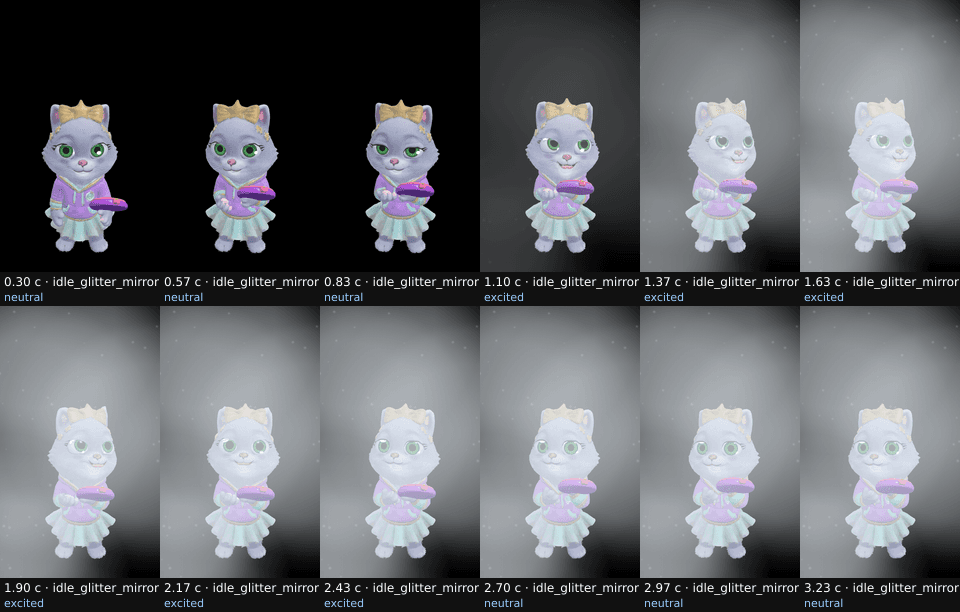 0.30 c · idle_glitter_mirror
neutral
0.57 c · idle_glitter_mirror
neutral
0.83 c · idle_glitter_mirror
neutral
1.10 c · idle_glitter_mirror
excited
1.37 c · idle_glitter_mirror
excited
1.63 c · idle_glitter_mirror
excited
1.90 c · idle_glitter_mirror
excited
2.17 c · idle_glitter_mirror
excited
2.43 c · idle_glitter_mirror
excited
2.70 c · idle_glitter_mirror
neutral
2.97 c · idle_glitter_mirror
neutral
3.23 c · idle_glitter_mirror
neutral